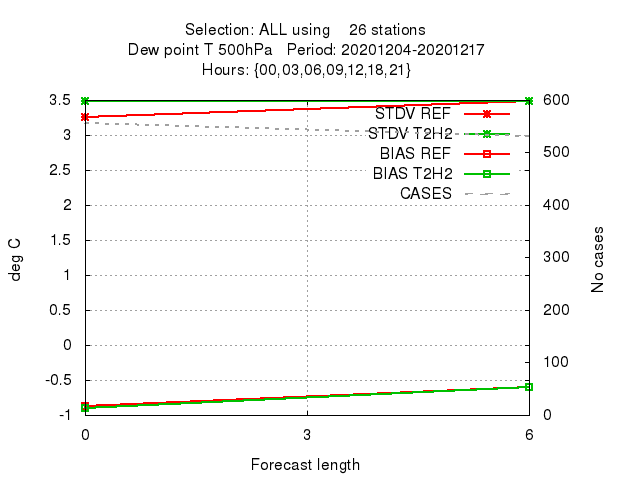 Selection: ALL using 26 stations
Dew point T 500hPa Period: 20201204-20201217
Hours: {00,03,06,09,12,18,21}
3.5
3
2.5
2
1.5
1
0.5
0
-0.5
-1
600
500
400
300
200
100
0
STDV REF
STDV T2H2
BIAS REF
BIAS T2H2
CASES
deg C
No cases
0 3 6
Forecast length